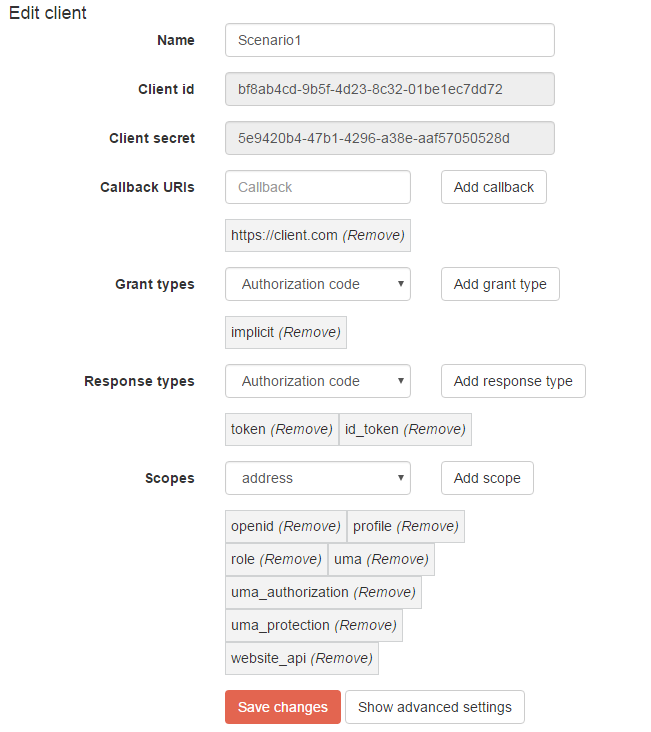 Edit client
Name Scenario1
Client id bf8ab4cd-9b5f-4d23-8c32-01be1ec7dd72
Client secret 5e9420b4-47b1-4296-a38e-aaf57050528d
Callback URIs Callback Add callback
https://client.com (Remove)
Grant types Authorization code Add grant type
implicit (Remove)
Response types Authorization code Add response type
token (Remove) id_token (Remove)
Scopes address Add scope
openid (Remove) profile (Remove)
role (Remove) uma (Remove)
uma_authorization (Remove)
uma_protection (Remove)
website_api (Remove)
Save changes Show advanced settings